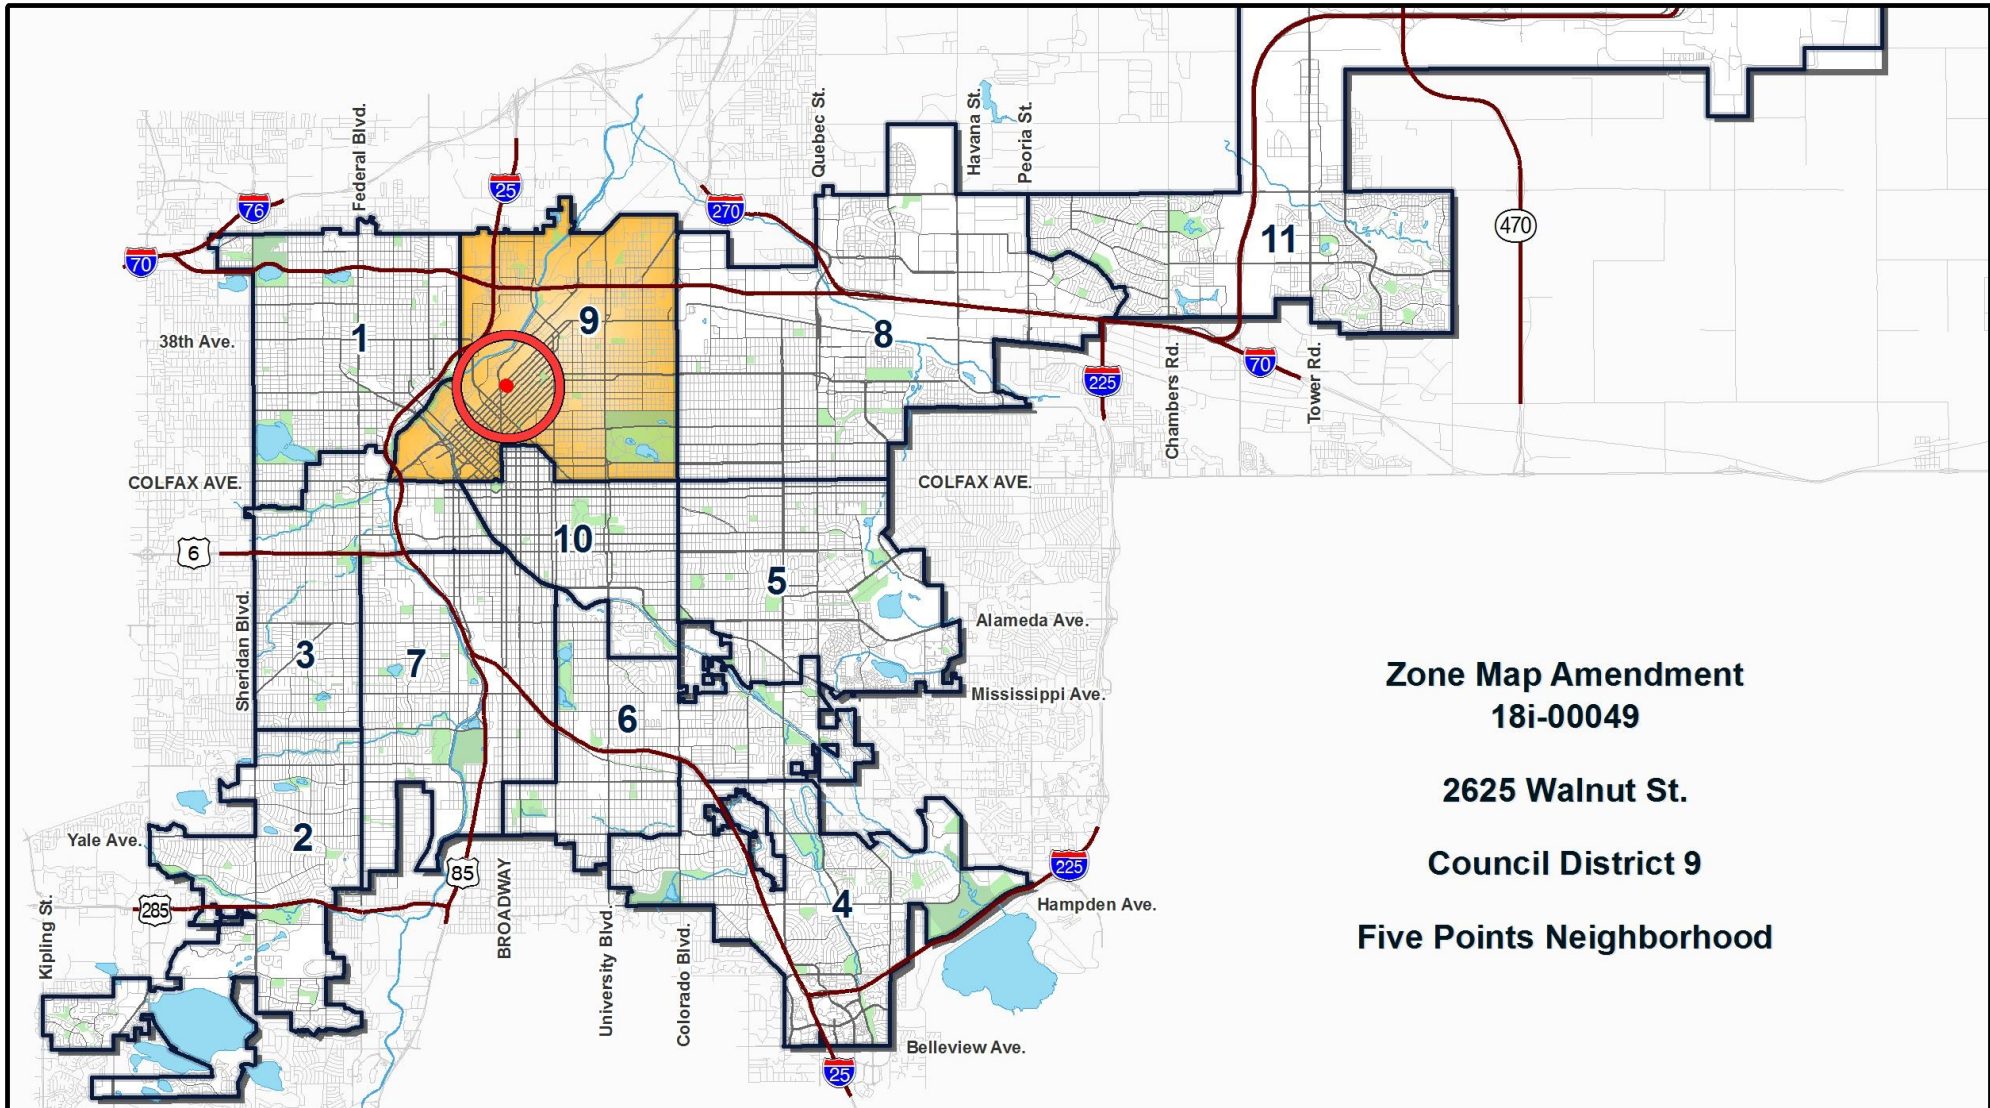 Federal Blvd.
Quebec St.
Havana St.
Peoria St.
25
76
270
70
470
11
9
1
8
38th Ave.
225
Chambers Rd.
70
Tower Rd.
COLFAX AVE.
COLFAX AVE.
6
10
5
Sheridan Blvd.
Alameda Ave.
3
7
Mississippi Ave.
6
2
Yale Ave.
85
BROADWAY
225
285
Kipling St.
University Blvd.
Colorado Blvd.
4
Hampden Ave.
Belleview Ave.
25
Zone Map Amendment
18i-00049
2625 Walnut St.
Council District 9
Five Points Neighborhood